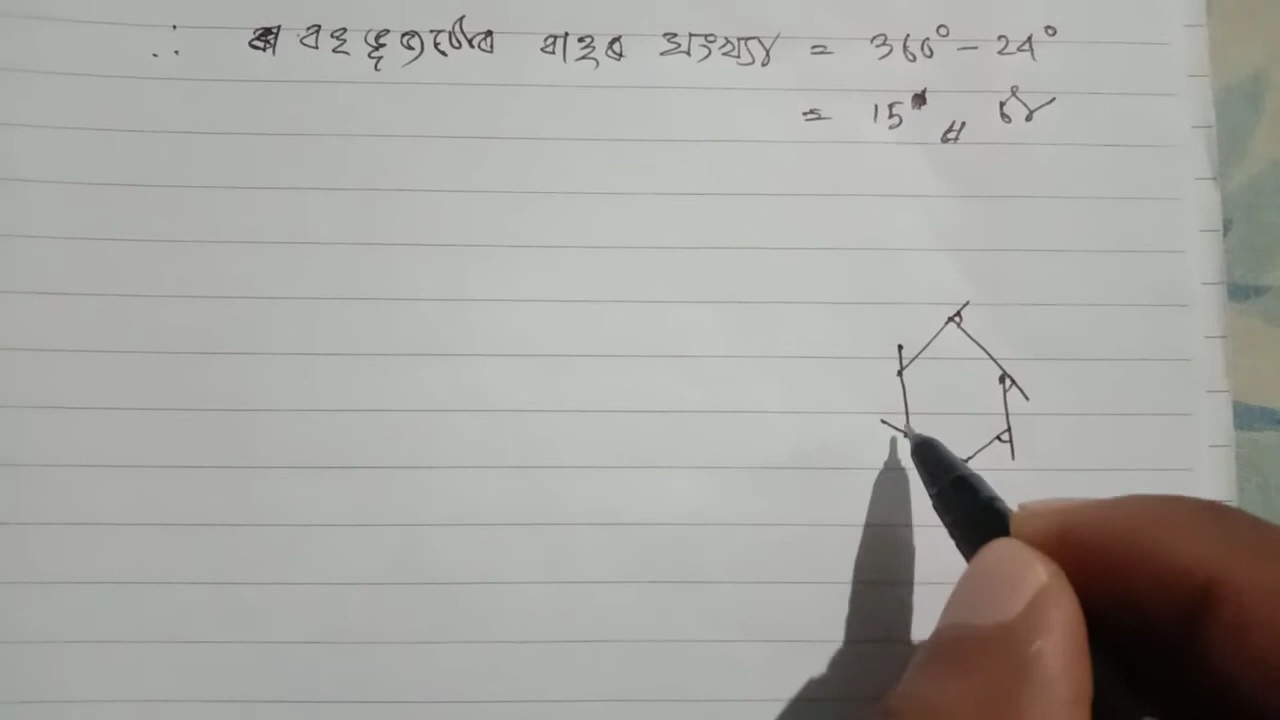 ∴ বহুভুজটোৰ বাহুৰ সংখ্যা = 360° – 24°
= 15 টা